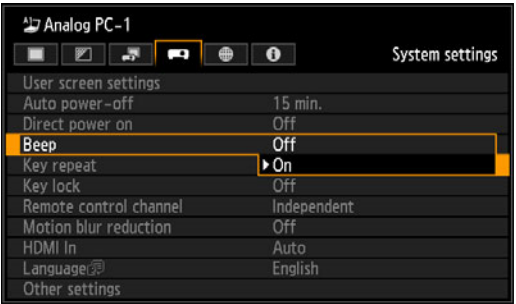 Analog PC-1
System settings
User screen settings
Auto power-off 15 min.
Direct power on Off
Beep Off
Key repeat On
Key lock Off
Remote control channel Independent
Motion blur reduction Off
HDMI In Auto
Language English
Other settings